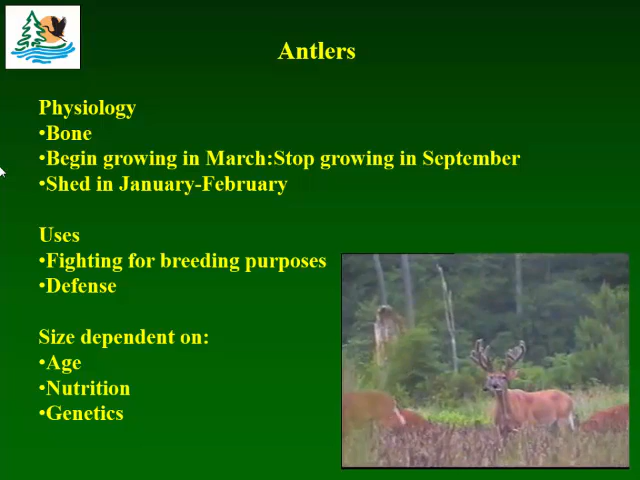 Antlers
Physiology
•Bone
•Begin growing in March:Stop growing in September
•Shed in January-February
Uses
•Fighting for breeding purposes
•Defense
Size dependent on:
•Age
•Nutrition
•Genetics